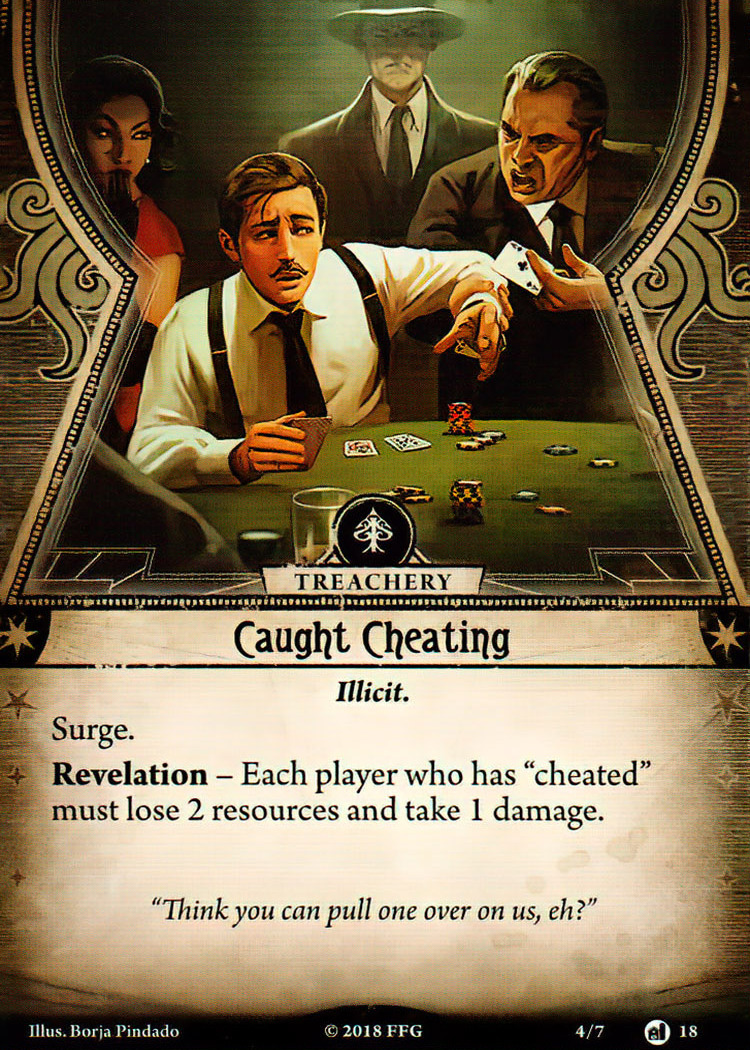 TREACHERY
Caught Cheating
Illicit.
Surge.
Revelation – Each player who has “cheated”
must lose 2 resources and take 1 damage.
“Think you can pull one over on us, eh?”
Illus. Borja Pindado © 2018 FFG 4/7 18